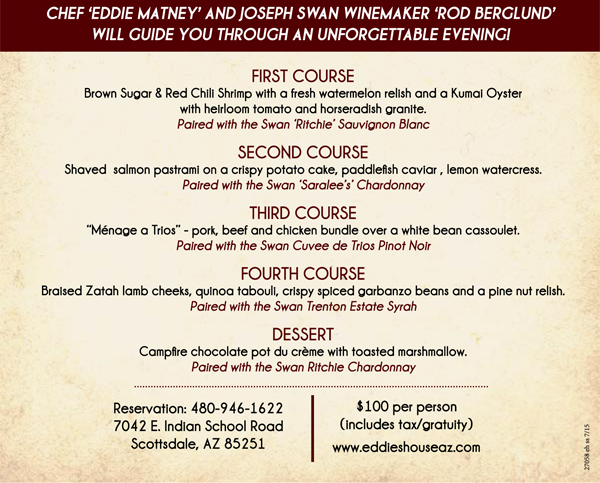 CHEF ‘EDDIE MATNEY’ AND JOSEPH SWAN WINEMAKER ‘ROD BERGLUND’
WILL GUIDE YOU THROUGH AN UNFORGETTABLE EVENING!
FIRST COURSE
Brown Sugar & Red Chili Shrimp with a fresh watermelon relish and a Kumai Oyster
with heirloom tomato and horseradish granite.
Paired with the Swan ‘Ritchie’ Sauvignon Blanc
SECOND COURSE
Shaved salmon pastrami on a crispy potato cake, paddlefish caviar , lemon watercress.
Paired with the Swan ‘Saralee’s’ Chardonnay
THIRD COURSE
“Ménage a Trios” - pork, beef and chicken bundle over a white bean cassoulet.
Paired with the Swan Cuvee de Trios Pinot Noir
FOURTH COURSE
Braised Zatah lamb cheeks, quinoa tabouli, crispy spiced garbanzo beans and a pine nut relish.
Paired with the Swan Trenton Estate Syrah
DESSERT
Campfire chocolate pot du crème with toasted marshmallow.
Paired with the Swan Ritchie Chardonnay
Reservation: 480-946-1622
7042 E. Indian School Road
Scottsdale, AZ 85251
$100 per person
(includes tax/gratuity)
www.eddieshouseaz.com
27058 eh ss 7/15